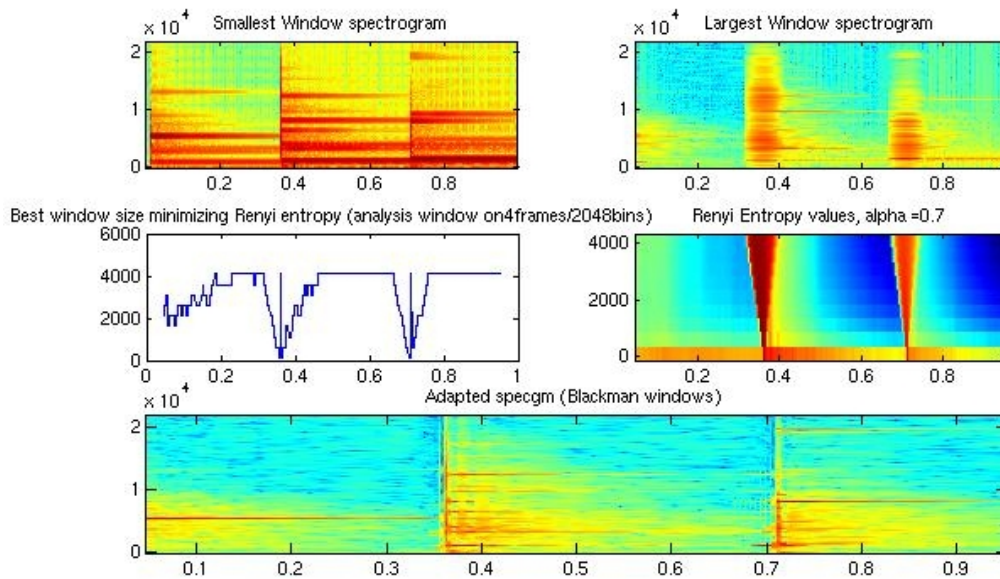 x 10⁴ Smallest Window spectrogram
2
1
0
0.2 0.4 0.6 0.8
x 10⁴ Largest Window spectrogram
2
1
0
0.2 0.4 0.6 0.8
Best window size minimizing Renyi entropy (analysis window on4frames/2048bins)
6000
4000
2000
0
0 0.2 0.4 0.6 0.8 1
Renyi Entropy values, alpha =0.7
4000
2000
0
0.2 0.4 0.6 0.8
x 10⁴ Adapted specgm (Blackman windows)
2
1
0
0.1 0.2 0.3 0.4 0.5 0.6 0.7 0.8 0.9